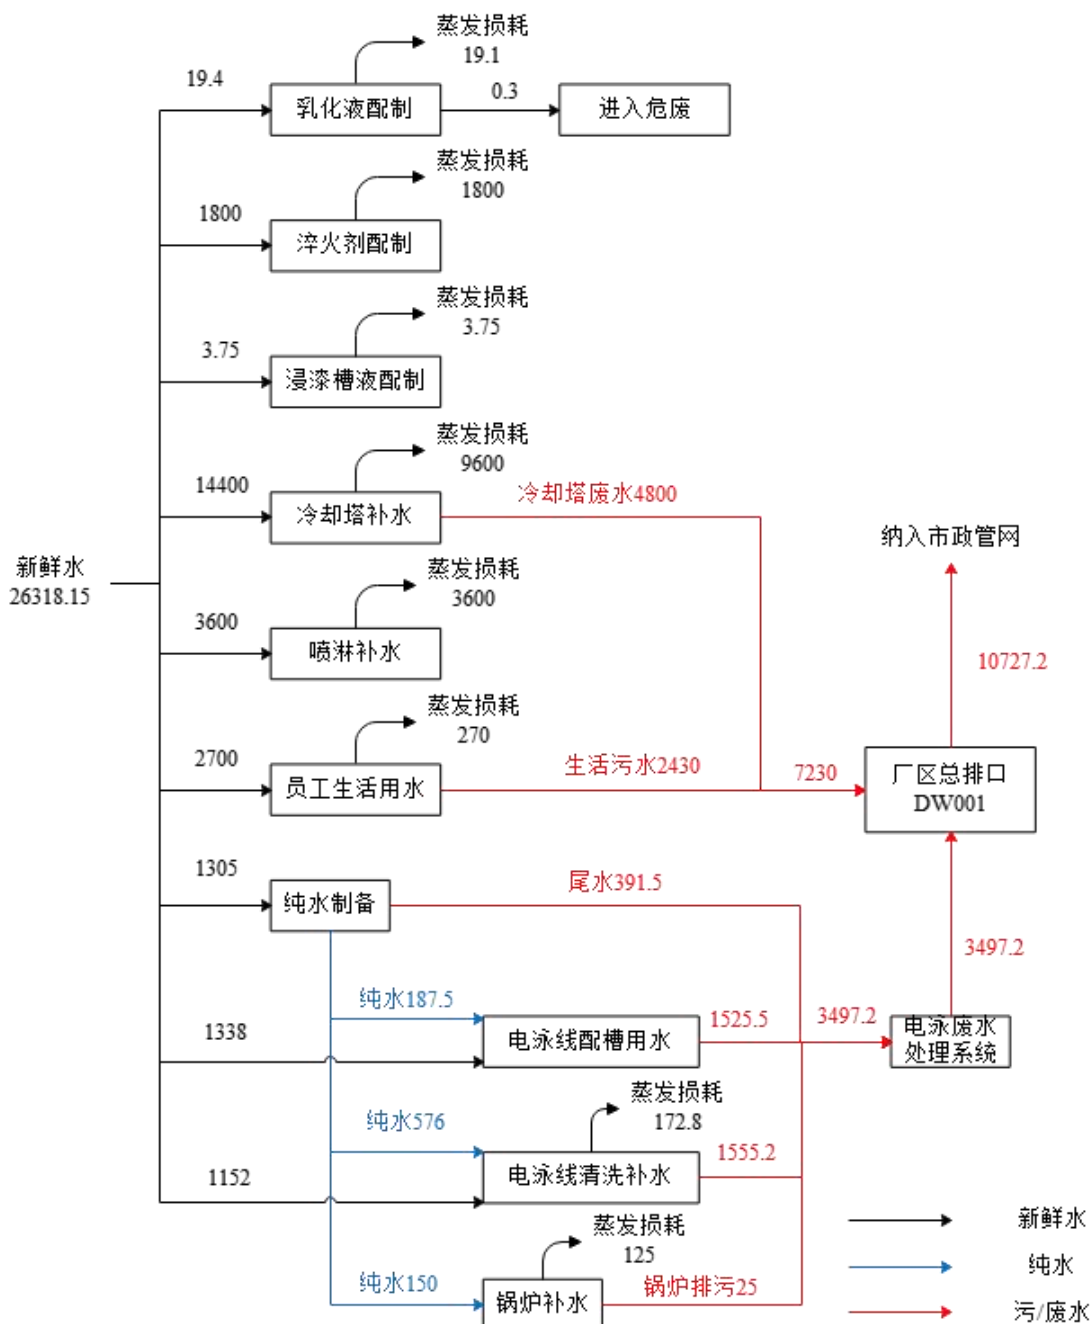 蒸发损耗
19.1
19.4
乳化液配制
0.3
进入危废
蒸发损耗
1800
1800
淬火剂配制
蒸发损耗
3.75
3.75
浸漆槽液配制
蒸发损耗
9600
14400
冷却塔补水
冷却塔废水4800
纳入市政管网
新鲜水
26318.15
蒸发损耗
3600
3600
喷淋补水
10727.2
蒸发损耗
270
2700
员工生活用水
生活污水2430
7230
厂区总排口
DW001
1305
纯水制备
尾水391.5
3497.2
纯水187.5
1338
电泳线配槽用水
1525.5
3497.2
电泳废水
处理系统
蒸发损耗
172.8
纯水576
1152
电泳线清洗补水
1555.2
蒸发损耗
125
纯水150
锅炉补水
锅炉排污25
新鲜水
纯水
污/废水